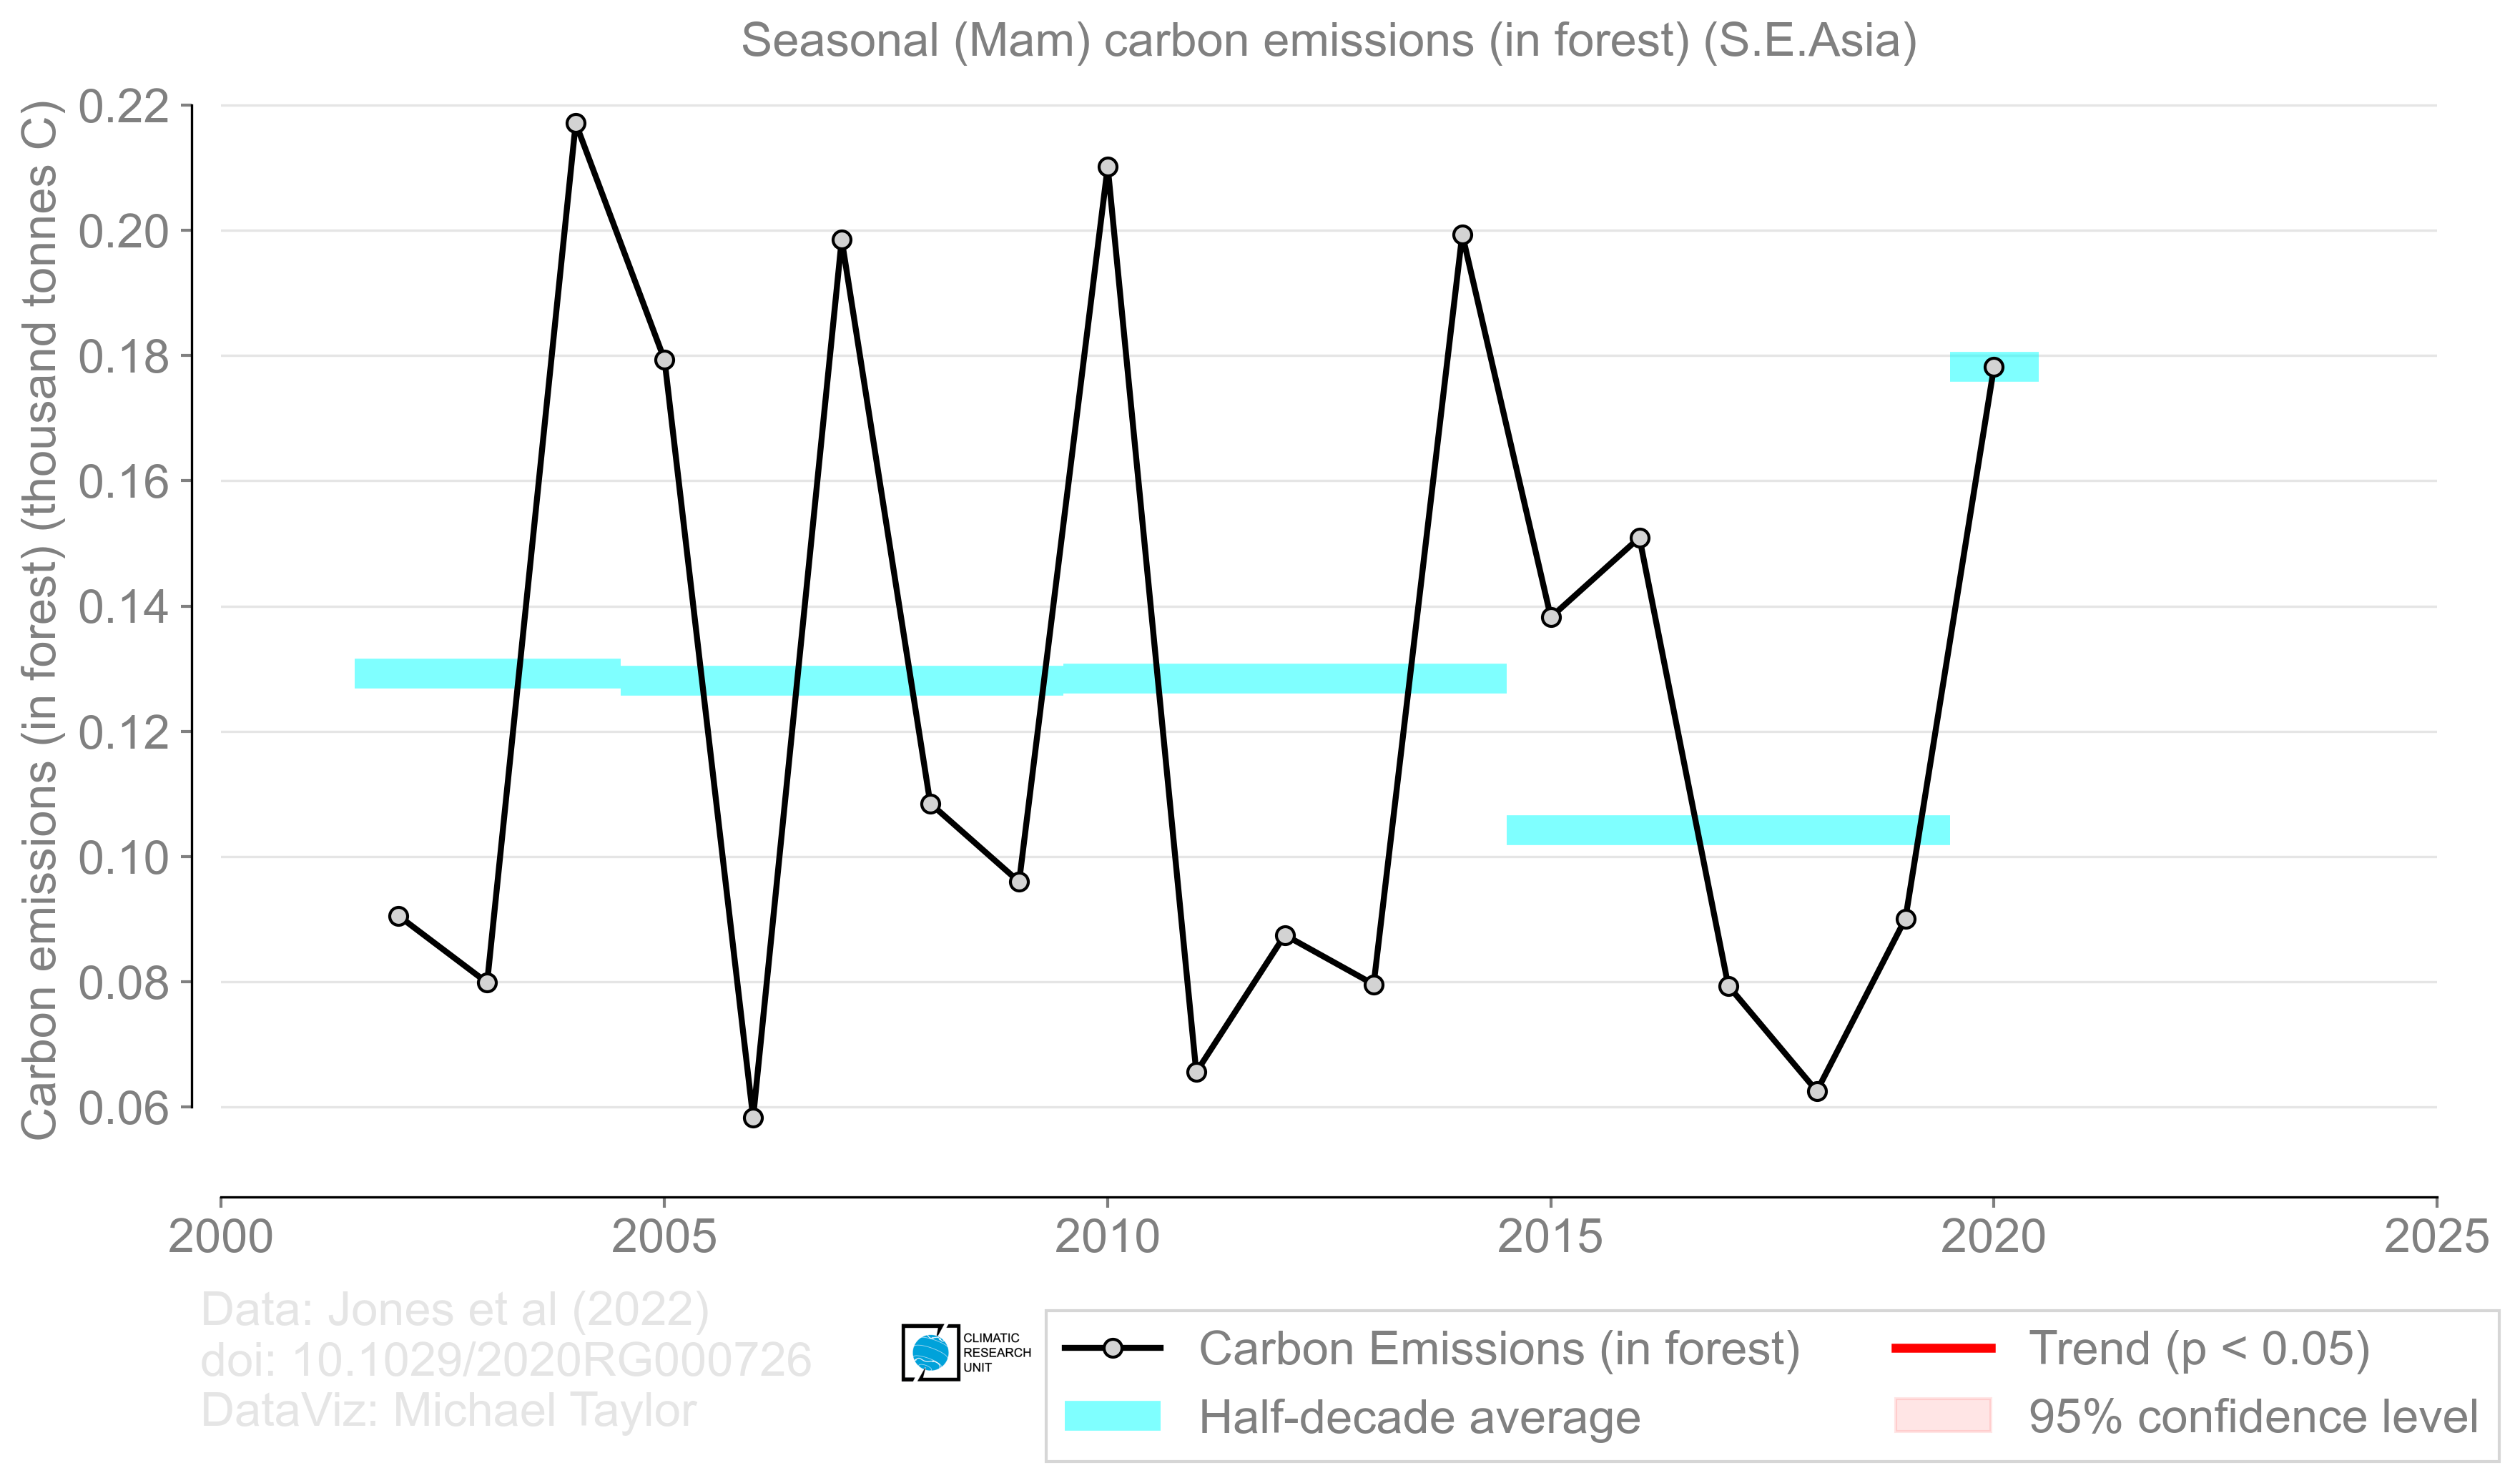 Seasonal (Mam) carbon emissions (in forest) (S.E.Asia)
Carbon emissions (in forest) (thousand tonnes C)
0.22
0.20
0.18
0.16
0.14
0.12
0.10
0.08
0.06
2000 2005 2010 2015 2020 2025
Data: Jones et al (2022)
doi: 10.1029/2020RG000726
DataViz: Michael Taylor
CLIMATIC
RESEARCH
UNIT
Carbon Emissions (in forest)
Half-decade average
Trend (p < 0.05)
95% confidence level